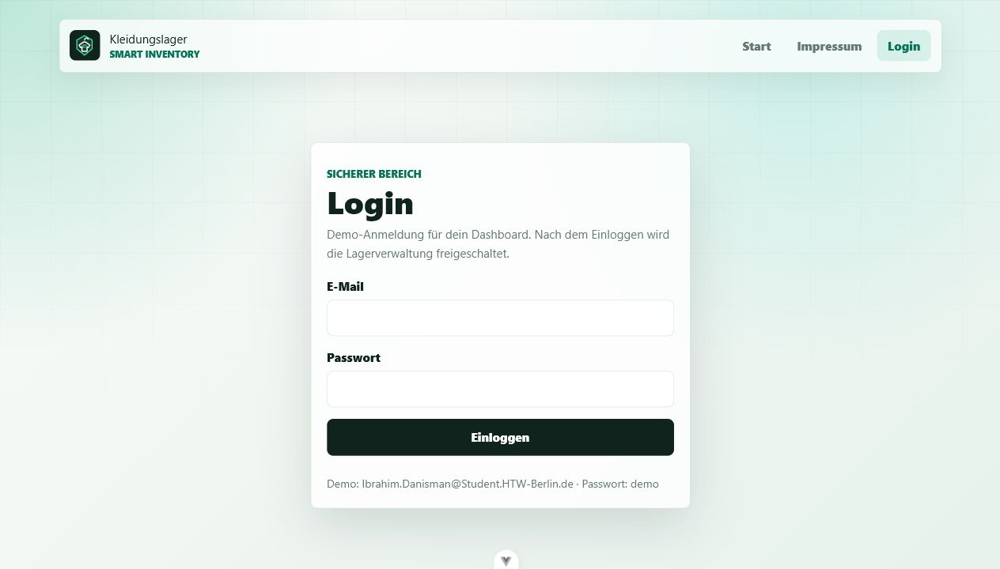 Kleidungslager
SMART INVENTORY
Start
Impressum
Login
SICHERER BEREICH
Login
Demo-Anmeldung für dein Dashboard. Nach dem Einloggen wird
die Lagerverwaltung freigeschaltet.
E-Mail
Passwort
Einloggen
Demo: Ibrahim.Danisman@Student.HTW-Berlin.de · Passwort: demo